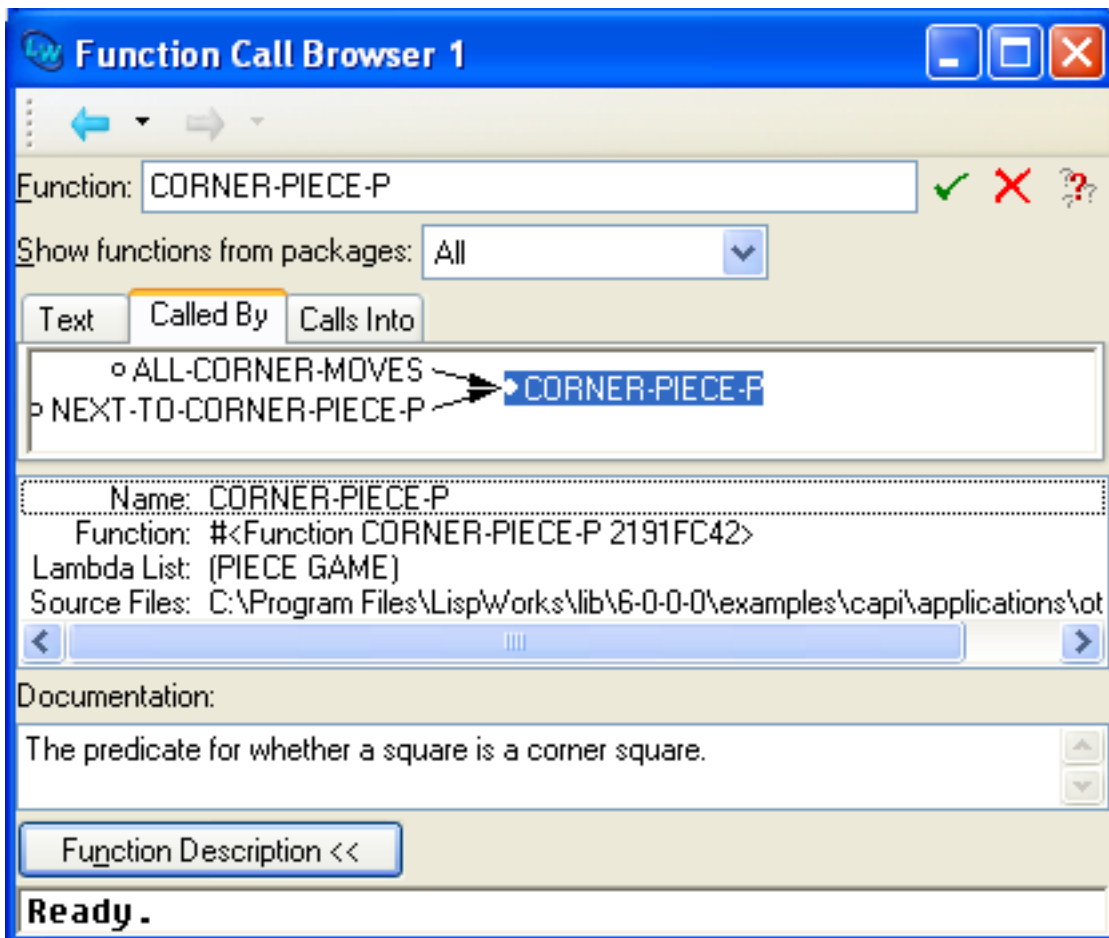 Function Call Browser 1
Function: CORNER-PIECE-P
Show functions from packages: All
Text Called By Calls Into
ALL-CORNER-MOVES
CORNER-PIECE-P
NEXT-TO-CORNER-PIECE-P
Name: CORNER-PIECE-P
Function: #<Function CORNER-PIECE-P 2191FC42>
Lambda List: (PIECE GAME)
Source Files: C:\Program Files\LispWorks\lib\6-0-0-0\examples\capi\applications\ot
Documentation:
The predicate for whether a square is a corner square.
Function Description <<
Ready.